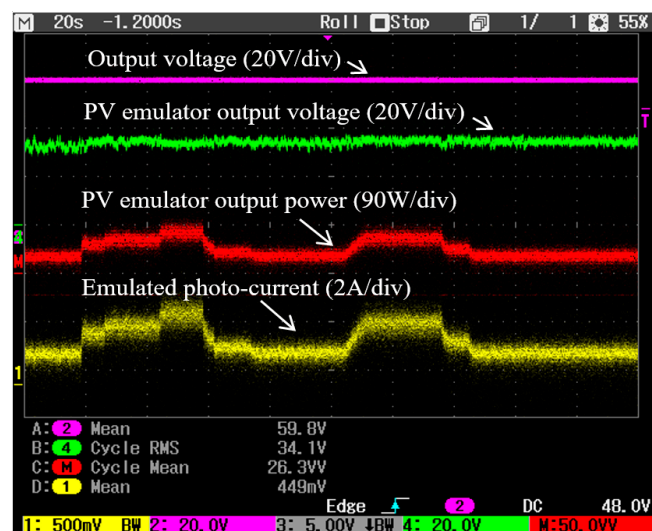 M 20s -1.2000s Roll Stop 1/ 1 55%
Output voltage (20V/div)
T
PV emulator output voltage (20V/div)
PV emulator output power (90W/div)
4
M
Emulated photo-current (2A/div)
1
A: 2 Mean 59.8V
B: 4 Cycle RMS 34.1V
C: M Cycle Mean 26.3VV
D: 1 Mean 449mV
Edge 2 DC 48.0V
1: 500mV BW 2: 20.0V 3: 5.00V BW 4: 20.0V M:50.0VV